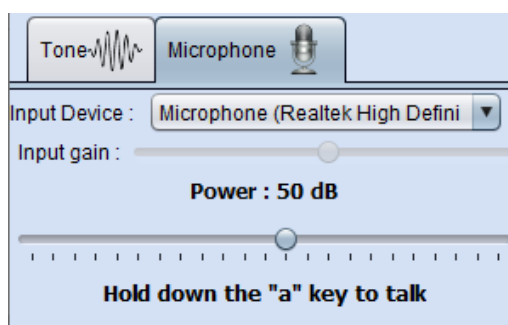 Tone Microphone
Input Device : Microphone (Realtek High Defini
Input gain :
Power : 50 dB
Hold down the "a" key to talk